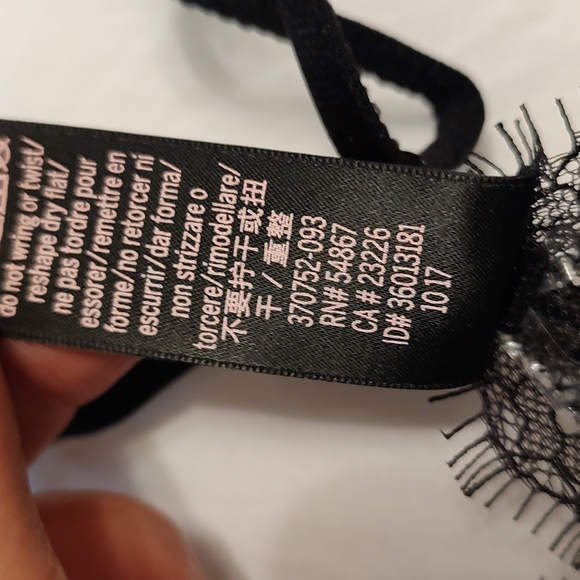 do not wring or twist/
reshape dry flat/
ne pas tordre pour
essorer/remettre en
forme/no retorcer ni
escurrir/dar forma/
non strizzare o
torcere/rimodellare/
不要拧干或扭
干/重整
370752-093
RN# 54867
CA # 23226
ID# 36013181
10 17